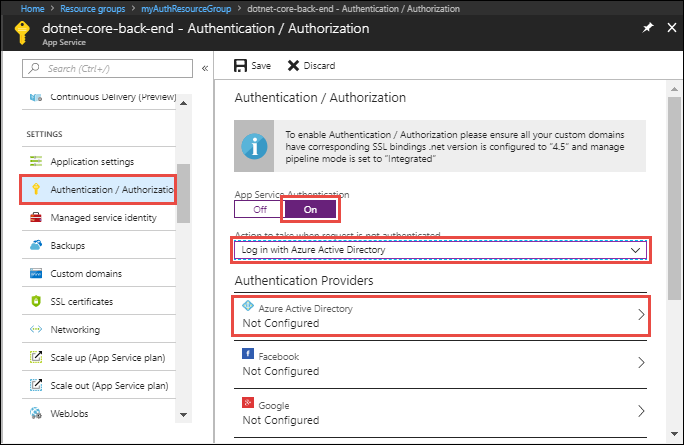 Home > Resource groups > myAuthResourceGroup > dotnet-core-back-end - Authentication / Authorization
dotnet-core-back-end - Authentication / Authorization
App Service
Search (Ctrl+/)
Continuous Delivery (Preview)
SETTINGS
Application settings
Authentication / Authorizatio
Managed service identity
Backups
Custom domains
SSL certificates
Networking
Scale up (App Service plan)
Scale out (App Service plan)
WebJobs
Save Discard
Authentication / Authorization
To enable Authentication / Authorization please ensure all your custom domains
have corresponding SSL bindings .net version is configured to "4.5" and manage
pipeline mode is set to "Integrated"
App Service Authentication
Off On
Action to take when request is not authenticated
Log in with Azure Active Directory
Authentication Providers
Azure Active Directory
Not Configured
Facebook
Not Configured
Google
Not Configured